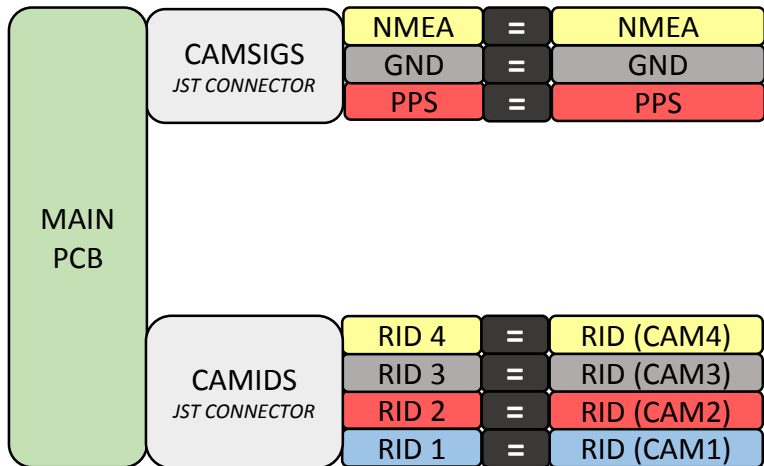 MAIN
PCB
CAMSIGS
JST CONNECTOR
NMEA = NMEA
GND = GND
PPS = PPS
CAMIDS
JST CONNECTOR
RID 4 = RID (CAM4)
RID 3 = RID (CAM3)
RID 2 = RID (CAM2)
RID 1 = RID (CAM1)